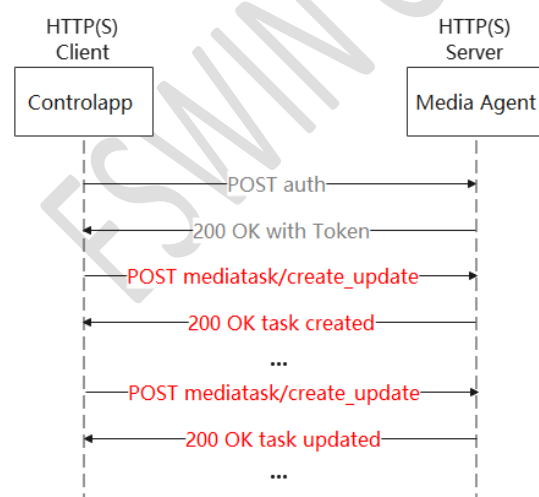 HTTP(S)
Client
HTTP(S)
Server
Controlapp
Media Agent
POST auth
200 OK with Token
POST mediatask/create_update
200 OK task created
...
POST mediatask/create_update
200 OK task updated
...
ESWIN